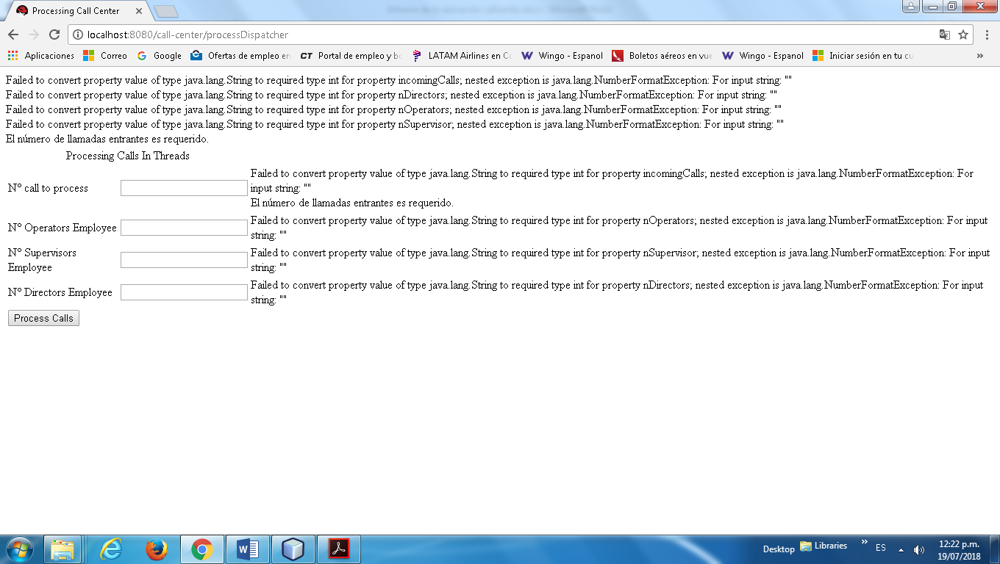 Processing Call Center
localhost:8080/call-center/processDispatcher
Aplicaciones Correo Google Ofertas de empleo en CT Portal de empleo y bo LATAM Airlines en Co Wingo - Espanol Boletos aéreos en vue Wingo - Espanol Iniciar sesión en tu cu »
Failed to convert property value of type java.lang.String to required type int for property incomingCalls; nested exception is java.lang.NumberFormatException: For input string: ""
Failed to convert property value of type java.lang.String to required type int for property nDirectors; nested exception is java.lang.NumberFormatException: For input string: ""
Failed to convert property value of type java.lang.String to required type int for property nOperators; nested exception is java.lang.NumberFormatException: For input string: ""
Failed to convert property value of type java.lang.String to required type int for property nSupervisor; nested exception is java.lang.NumberFormatException: For input string: ""
El número de llamadas entrantes es requerido.
Processing Calls In Threads
Nº call to process
Failed to convert property value of type java.lang.String to required type int for property incomingCalls; nested exception is java.lang.NumberFormatException: For
input string: ""
El número de llamadas entrantes es requerido.
Nº Operators Employee
Failed to convert property value of type java.lang.String to required type int for property nOperators; nested exception is java.lang.NumberFormatException: For input
string: ""
Nº Supervisors
Employee
Failed to convert property value of type java.lang.String to required type int for property nSupervisor; nested exception is java.lang.NumberFormatException: For input
string: ""
Nº Directors Employee
Failed to convert property value of type java.lang.String to required type int for property nDirectors; nested exception is java.lang.NumberFormatException: For input
string: ""
Process Calls
Desktop Libraries » ES 12:22 p.m.
19/07/2018